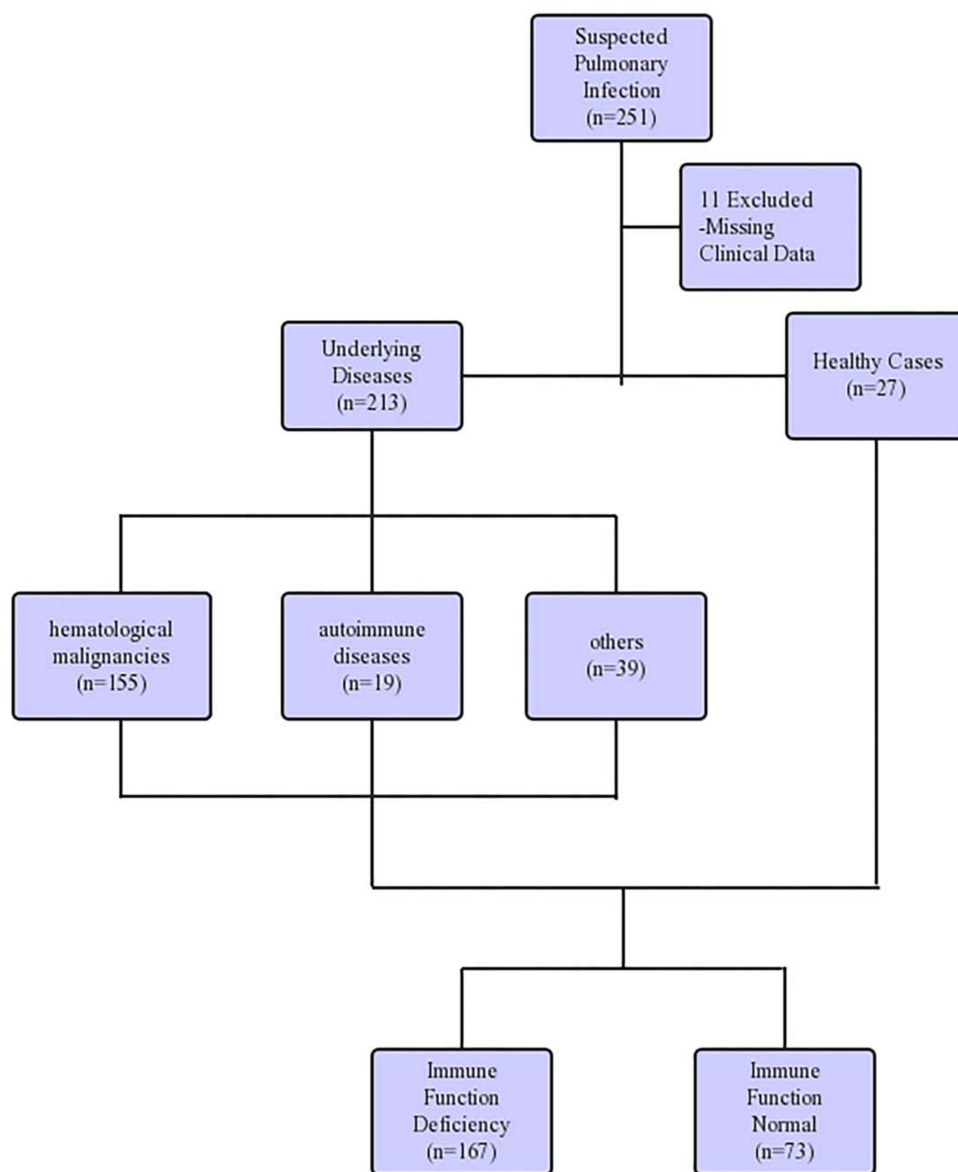 Suspected
Pulmonary
Infection
(n=251)
11 Excluded
-Missing
Clinical Data
Underlying
Diseases
(n=213)
Healthy Cases
(n=27)
hematological
malignancies
(n=155)
autoimmune
diseases
(n=19)
others
(n=39)
Immune
Function
Deficiency
(n=167)
Immune
Function
Normal
(n=73)